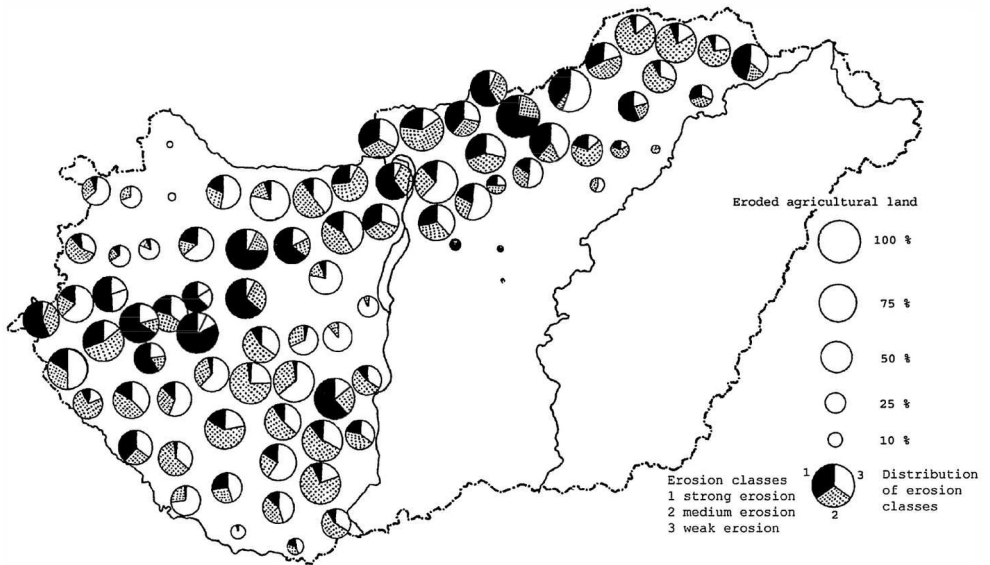 Eroded agricultural land
100 %
75 %
50 %
25 %
10 %
Erosion classes
1 strong erosion
2 medium erosion
3 weak erosion
1
3
2
Distribution
of erosion
classes